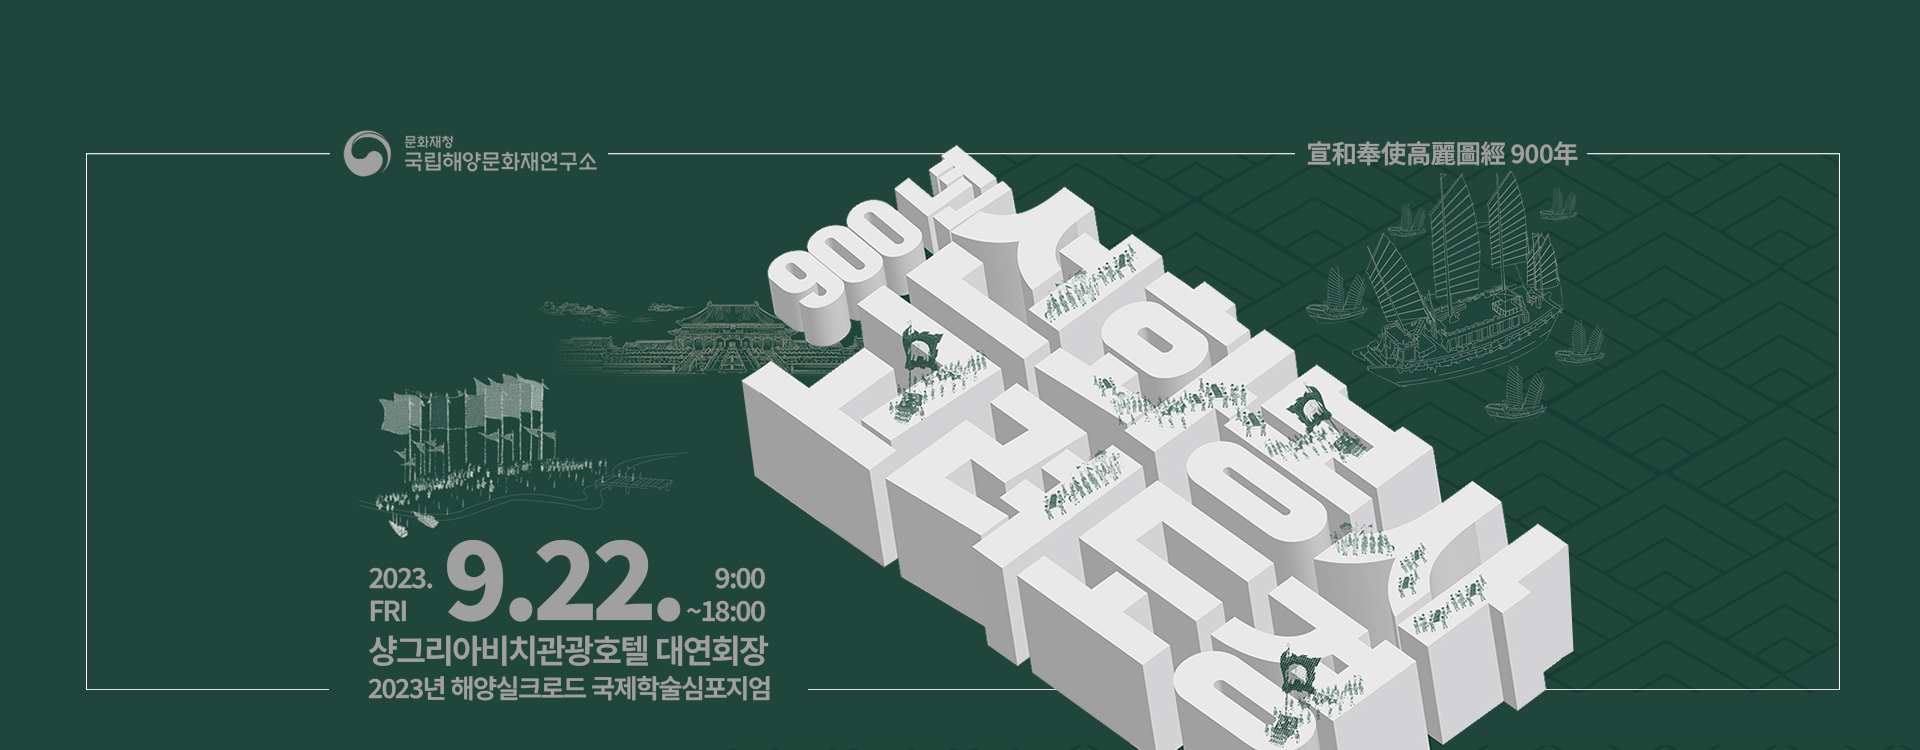 문화재청
국립해양문화재연구소
宣和奉使高麗圖經 900年
900년
2023. FRI 9.22. 9:00 ~18:00
샹그리아비치관광호텔 대연회장
2023년 해양실크로드 국제학술심포지엄